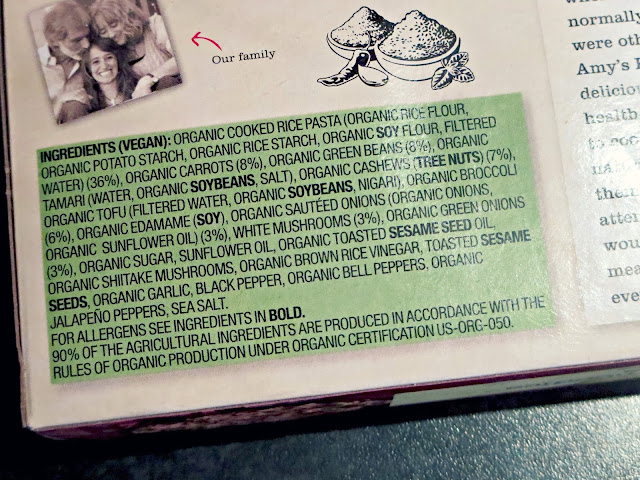 Our family
INGREDIENTS (VEGAN): ORGANIC COOKED RICE PASTA (ORGANIC RICE FLOUR,
ORGANIC POTATO STARCH, ORGANIC RICE STARCH, ORGANIC SOY FLOUR, FILTERED
WATER) (36%), ORGANIC CARROTS (8%), ORGANIC GREEN BEANS (8%), ORGANIC
TAMARI (WATER, ORGANIC SOYBEANS, SALT), ORGANIC CASHEWS (TREE NUTS) (7%),
ORGANIC TOFU (FILTERED WATER, ORGANIC SOYBEANS, NIGARI), ORGANIC BROCCOLI
(6%), ORGANIC EDAMAME (SOY), ORGANIC SAUTÉED ONIONS (ORGANIC ONIONS,
ORGANIC SUNFLOWER OIL) (3%), WHITE MUSHROOMS (3%), ORGANIC GREEN ONIONS
(3%), ORGANIC SUGAR, SUNFLOWER OIL, ORGANIC TOASTED SESAME SEED OIL,
ORGANIC SHIITAKE MUSHROOMS, ORGANIC BROWN RICE VINEGAR, TOASTED SESAME
SEEDS, ORGANIC GARLIC, BLACK PEPPER, ORGANIC BELL PEPPERS, ORGANIC
JALAPEÑO PEPPERS, SEA SALT.
FOR ALLERGENS SEE INGREDIENTS IN BOLD.
90% OF THE AGRICULTURAL INGREDIENTS ARE PRODUCED IN ACCORDANCE WITH THE
RULES OF ORGANIC PRODUCTION UNDER ORGANIC CERTIFICATION US-ORG-050.
normally
were oth
Amy's
deliciou
health
atten
wou
mea
eve